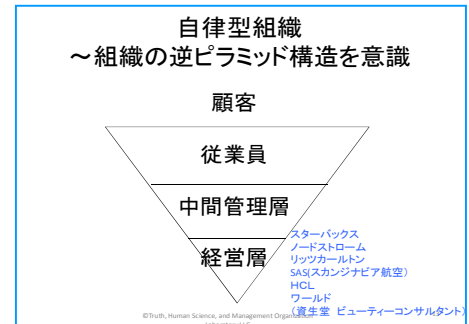 自律型組織
～組織の逆ピラミッド構造を意識
顧客
従業員
中間管理層
経営層
スターバックス
ノードストローム
リッツカールトン
SAS(スカンジナビア航空)
HCL
ワールド
(資生堂 ビューティーコンサルタント)
©Truth, Human Science, and Management Organization
Laboratory LLC